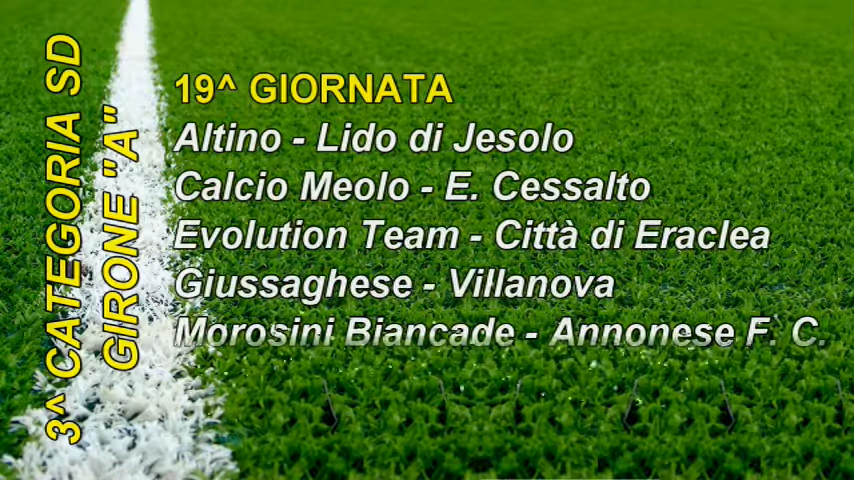 3^ CATEGORIA SD
GIRONE "A"
19^ GIORNATA
Altino - Lido di Jesolo
Calcio Meolo - E. Cessalto
Evolution Team - Città di Eraclea
Giussaghese - Villanova
Morosini Biancade - Annonese F. C.